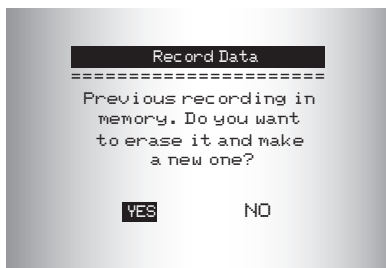 Record Data
======================
Previous recording in
memory. Do you want
to erase it and make
a new one?
YES NO